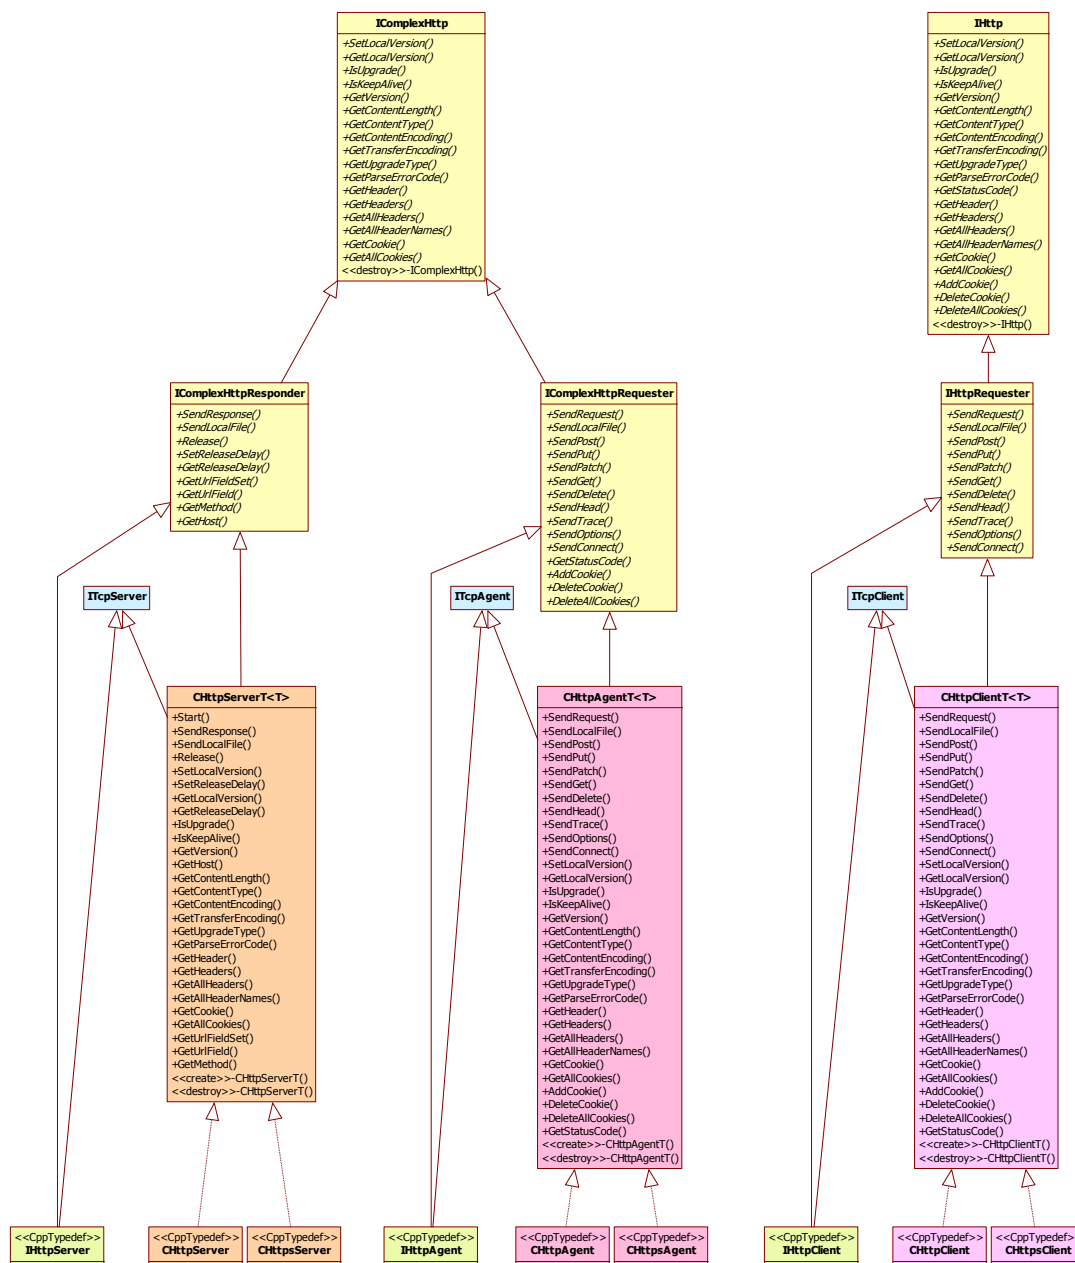 IComplexHttp
+SetLocalVersion()
+GetLocalVersion()
+IsUpgrade()
+IsKeepAlive()
+GetVersion()
+GetContentLength()
+GetContentType()
+GetContentEncoding()
+GetTransferEncoding()
+GetUpgradeType()
+GetParseErrorCode()
+GetHeader()
+GetHeaders()
+GetAllHeaders()
+GetAllHeaderNames()
+GetCookie()
+GetAllCookies()
<<destroy>>-IComplexHttp()
IHttp
+SetLocalVersion()
+GetLocalVersion()
+IsUpgrade()
+IsKeepAlive()
+GetVersion()
+GetContentLength()
+GetContentType()
+GetContentEncoding()
+GetTransferEncoding()
+GetUpgradeType()
+GetParseErrorCode()
+GetStatusCode()
+GetHeader()
+GetHeaders()
+GetAllHeaders()
+GetAllHeaderNames()
+GetCookie()
+GetAllCookies()
+AddCookie()
+DeleteCookie()
+DeleteAllCookies()
<<destroy>>-IHttp()
IComplexHttpResponder
+SendResponse()
+SendLocalFile()
+Release()
+SetReleaseDelay()
+GetReleaseDelay()
+GetUrlFieldSet()
+GetUrlField()
+GetMethod()
+GetHost()
IComplexHttpRequester
+SendRequest()
+SendLocalFile()
+SendPost()
+SendPut()
+SendPatch()
+SendGet()
+SendDelete()
+SendHead()
+SendTrace()
+SendOptions()
+SendConnect()
+GetStatusCode()
+AddCookie()
+DeleteCookie()
+DeleteAllCookies()
IHttpRequester
+SendRequest()
+SendLocalFile()
+SendPost()
+SendPut()
+SendPatch()
+SendGet()
+SendDelete()
+SendHead()
+SendTrace()
+SendOptions()
+SendConnect()
ITcpServer
ITcpAgent
ITcpClient
CHttpServerT<T>
+Start()
+SendResponse()
+SendLocalFile()
+Release()
+SetLocalVersion()
+SetReleaseDelay()
+GetLocalVersion()
+GetReleaseDelay()
+IsUpgrade()
+IsKeepAlive()
+GetVersion()
+GetHost()
+GetContentLength()
+GetContentType()
+GetContentEncoding()
+GetTransferEncoding()
+GetUpgradeType()
+GetParseErrorCode()
+GetHeader()
+GetHeaders()
+GetAllHeaders()
+GetAllHeaderNames()
+GetCookie()
+GetAllCookies()
+GetUrlFieldSet()
+GetUrlField()
+GetMethod()
<<create>>-CHttpServerT()
<<destroy>>-CHttpServerT()
CHttpAgentT<T>
+SendRequest()
+SendLocalFile()
+SendPost()
+SendPut()
+SendPatch()
+SendGet()
+SendDelete()
+SendHead()
+SendTrace()
+SendOptions()
+SendConnect()
+SetLocalVersion()
+GetLocalVersion()
+IsUpgrade()
+IsKeepAlive()
+GetVersion()
+GetContentLength()
+GetContentType()
+GetContentEncoding()
+GetTransferEncoding()
+GetUpgradeType()
+GetParseErrorCode()
+GetHeader()
+GetHeaders()
+GetAllHeaders()
+GetAllHeaderNames()
+GetCookie()
+GetAllCookies()
+AddCookie()
+DeleteCookie()
+DeleteAllCookies()
+GetStatusCode()
<<create>>-CHttpAgentT()
<<destroy>>-CHttpAgentT()
CHttpClientT<T>
+SendRequest()
+SendLocalFile()
+SendPost()
+SendPut()
+SendPatch()
+SendGet()
+SendDelete()
+SendHead()
+SendTrace()
+SendOptions()
+SendConnect()
+SetLocalVersion()
+GetLocalVersion()
+IsUpgrade()
+IsKeepAlive()
+GetVersion()
+GetContentLength()
+GetContentType()
+GetContentEncoding()
+GetTransferEncoding()
+GetUpgradeType()
+GetParseErrorCode()
+GetHeader()
+GetHeaders()
+GetAllHeaders()
+GetAllHeaderNames()
+GetCookie()
+GetAllCookies()
+AddCookie()
+DeleteCookie()
+DeleteAllCookies()
+GetStatusCode()
<<create>>-CHttpClientT()
<<destroy>>-CHttpClientT()
<<CppTypedef>>
IHttpServer
<<CppTypedef>>
CHttpServer
<<CppTypedef>>
CHttpsServer
<<CppTypedef>>
IHttpAgent
<<CppTypedef>>
CHttpAgent
<<CppTypedef>>
CHttpsAgent
<<CppTypedef>>
IHttpClient
<<CppTypedef>>
CHttpClient
<<CppTypedef>
CHttpsClient